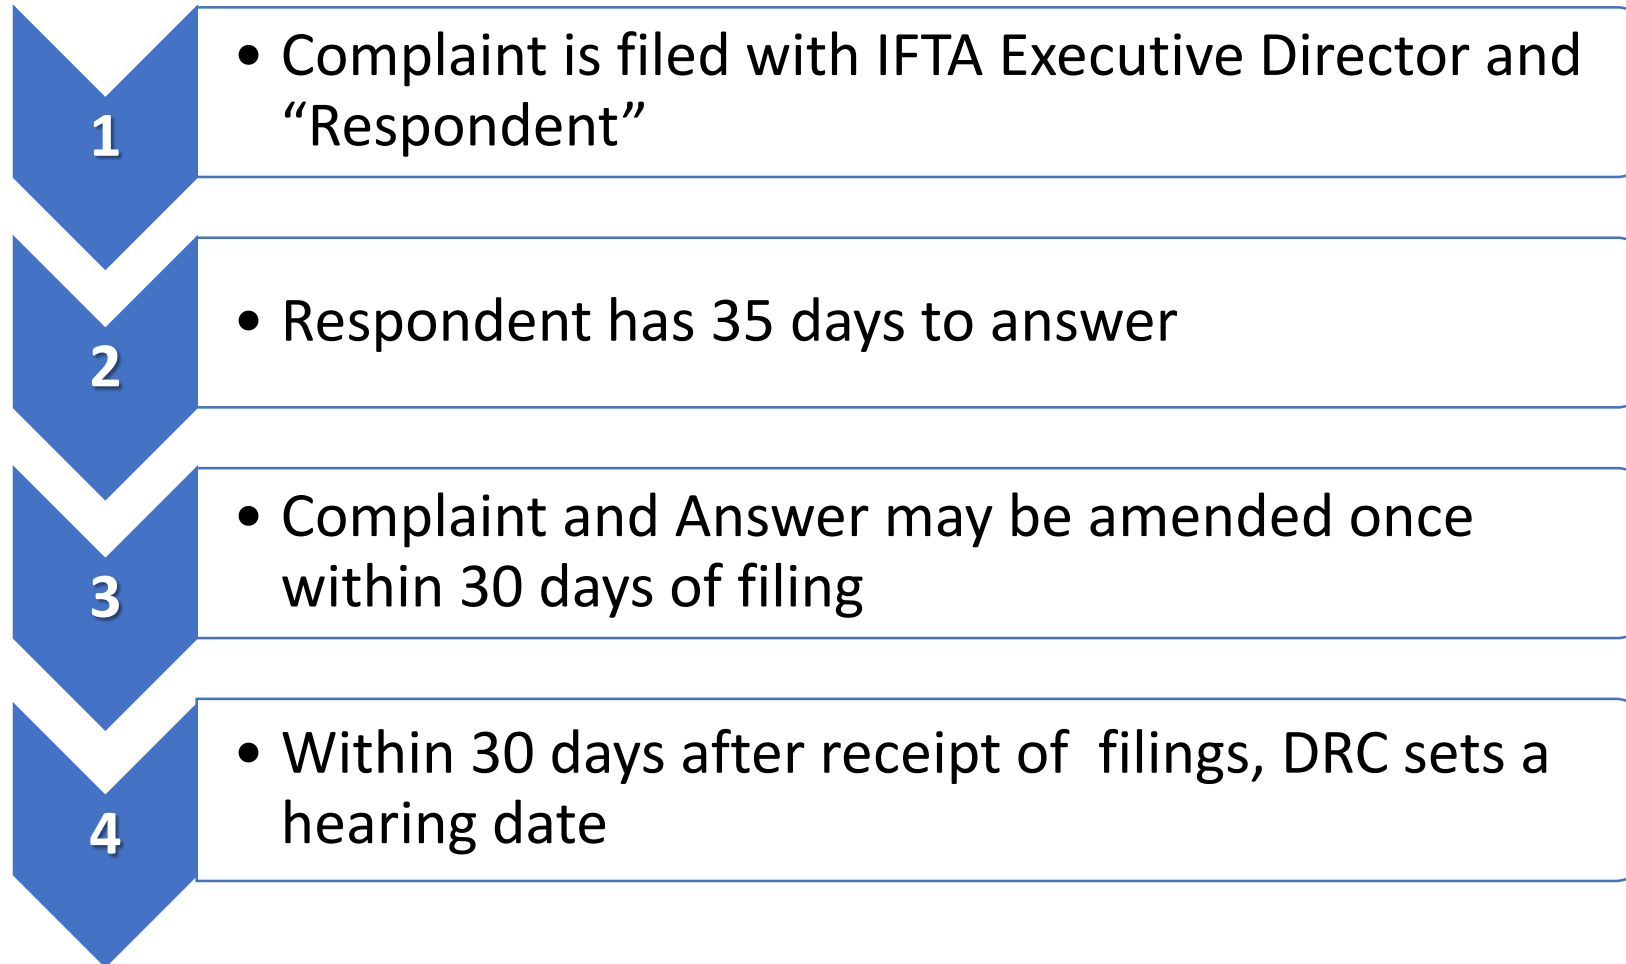 1
• Complaint is filed with IFTA Executive Director and
“Respondent”
2
• Respondent has 35 days to answer
3
• Complaint and Answer may be amended once
within 30 days of filing
4
• Within 30 days after receipt of  filings, DRC sets a
hearing date